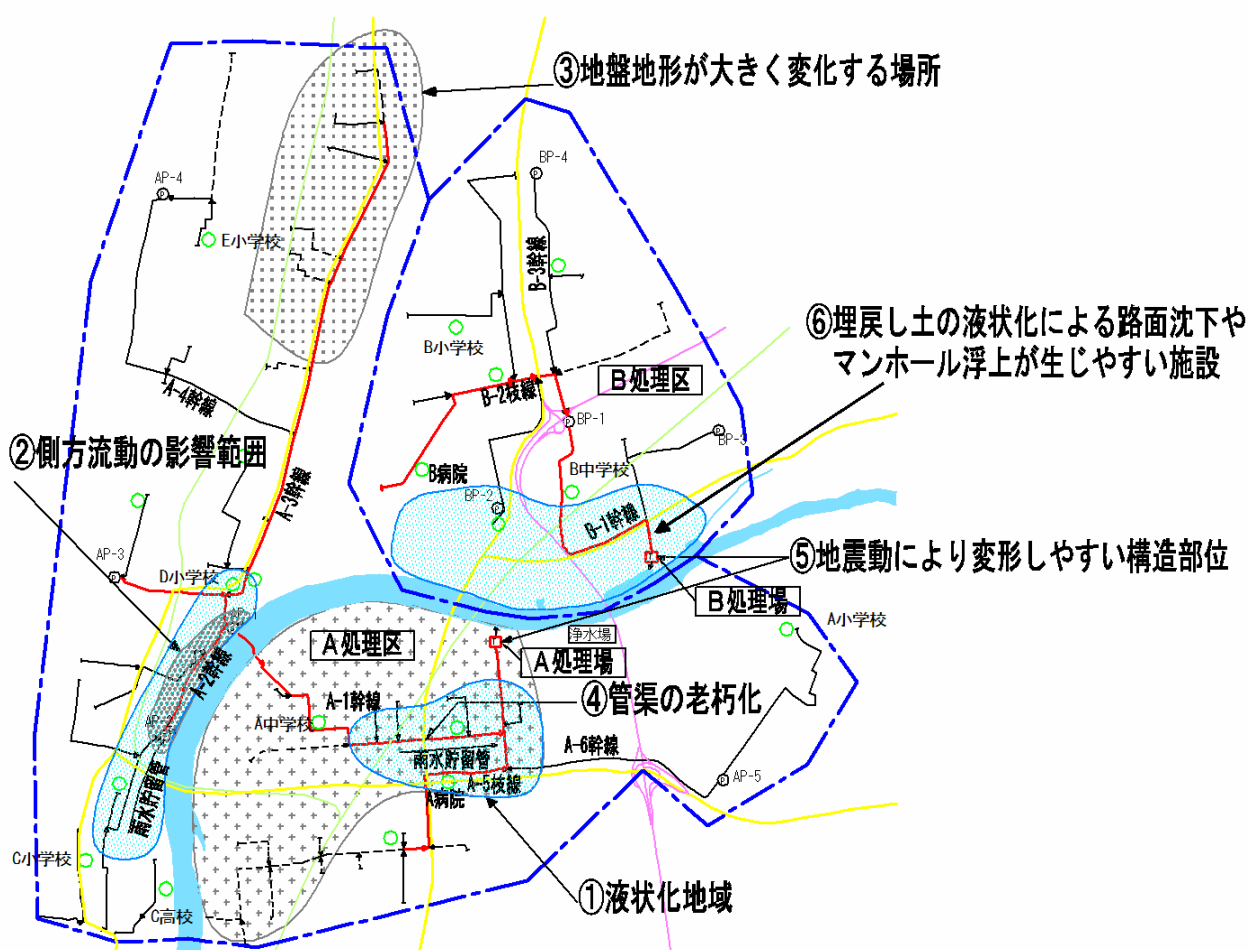 ③地盤地形が大きく変化する場所
BP-4
AP-4
E小学校
B-3幹線
⑥埋戻し土の液状化による路面沈下や
マンホール浮上が生じやすい施設
B小学校
B処理区
A-4幹線
B-2枝線
BP-1
BP-3
②側方流動の影響範囲
B病院
B中学校
A-3幹線
BP-2
B-1幹線
AP-3
⑤地震動により変形しやすい構造部位
D小学校
B処理場
A小学校
浄水場
A処理区
A処理場
A-2幹線
A-1幹線
④管渠の老朽化
A中学校
A-6幹線
雨水貯留管
A-5枝線
AP-5
A病院
雨水貯留管
C小学校
①液状化地域
C高校